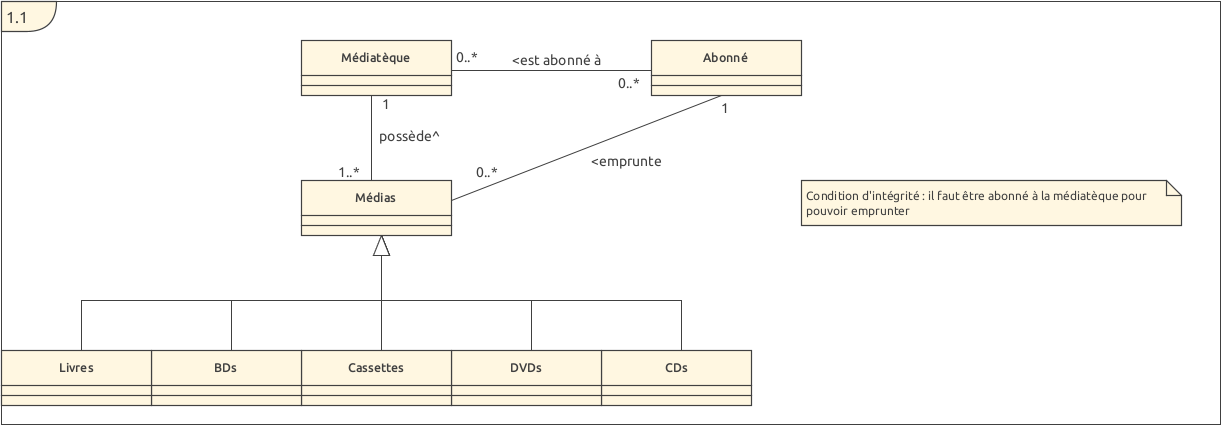 1.1
Médiatèque
0..*
<est abonné à
0..*
Abonné
1
1
possède^
<emprunte
1..*
0..*
Médias
Condition d'intégrité : il faut être abonné à la médiatèque pour
pouvoir emprunter
Livres
BDs
Cassettes
DVDs
CDs